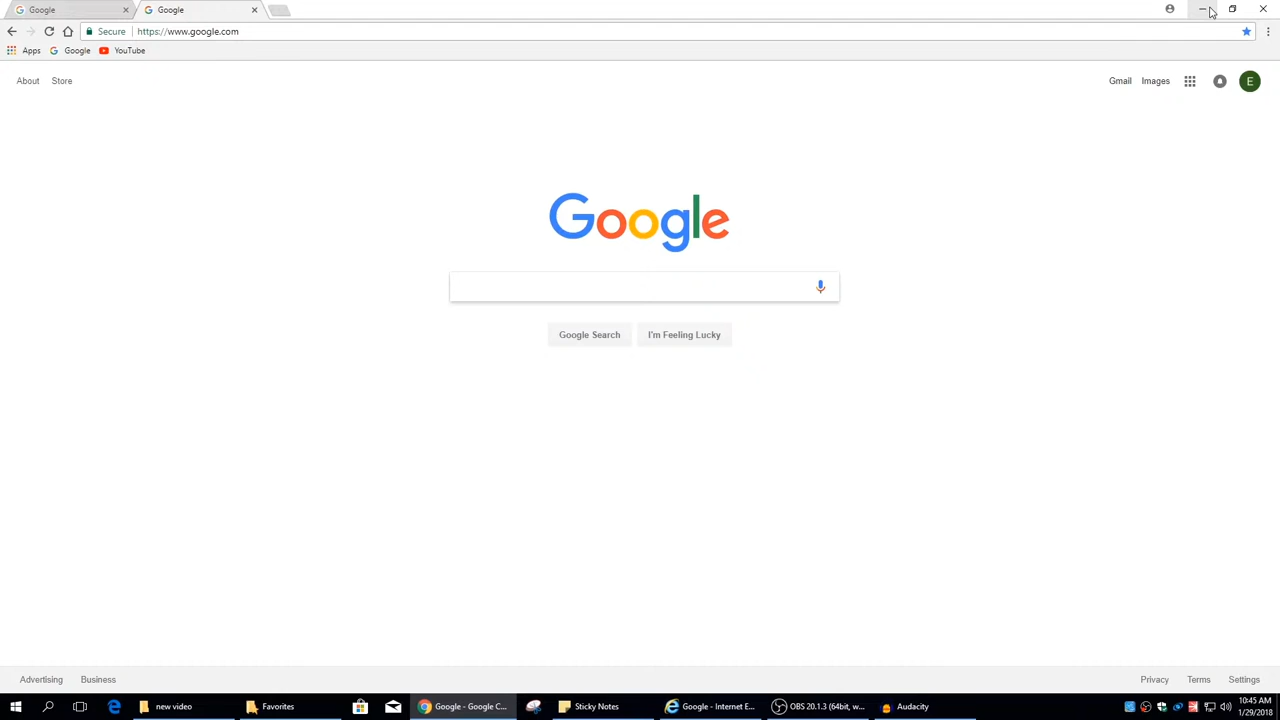 Google
Google
Secure
https://www.google.com
Apps
Google
YouTube
About
Store
Gmail
Images
E
Google
Google Search
I'm Feeling Lucky
Advertising
Business
Privacy
Terms
Settings
new video
Favorites
Google - Google C...
Sticky Notes
Google - Internet E...
OBS 20.1.3 (64bit, w...
Audacity
10:45 AM
1/29/2018